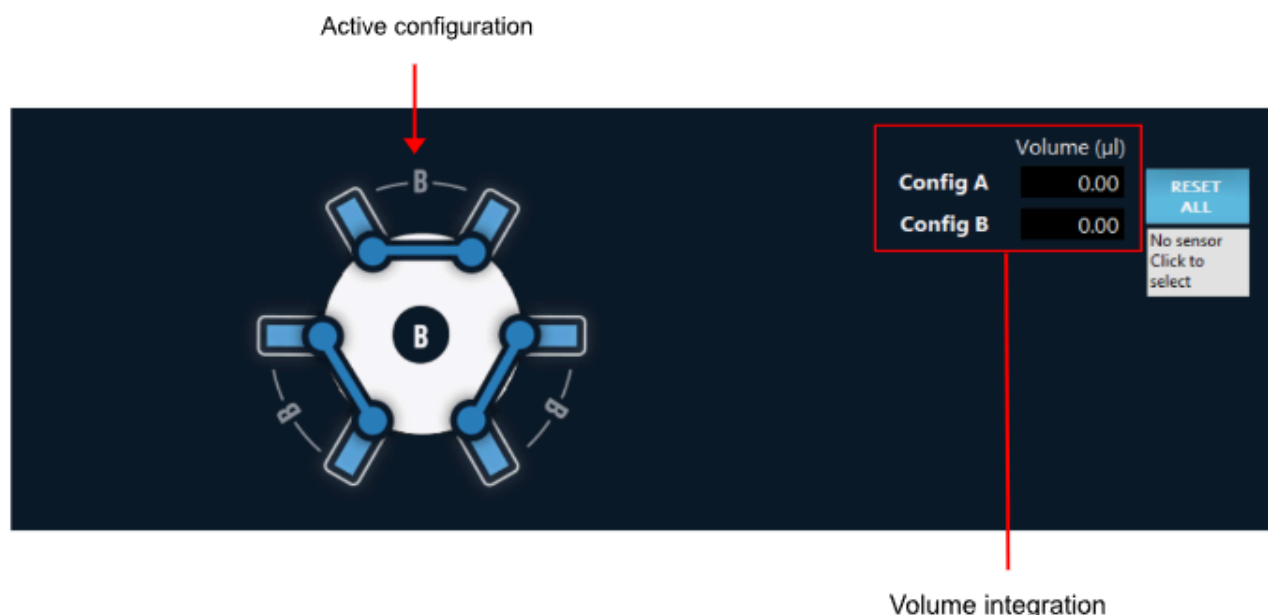 Active configuration
B
Volume (µl)
Config A 0.00
RESET
ALL
Config B 0.00
No sensor
Click to
select
B
B
B
Volume integration